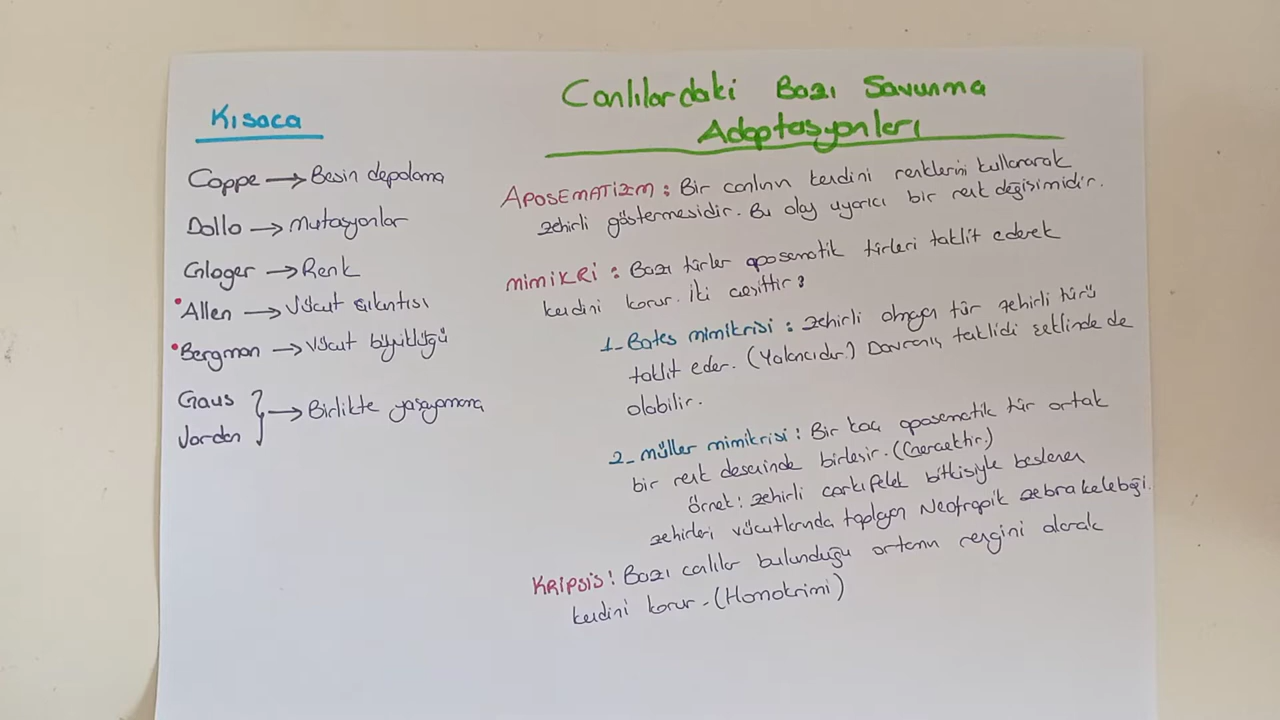 Kısaca
Coppe → Besin depolama
Dollo → Mutasyonlar
Gloger → Renk
Allen → Vücut çıkıntısı
Bergman → Vücut büyüklüğü
Gaus
Jordan } → Birlikte yaşayamama
Canlılardaki Bazı Savunma
Adaptasyonları
APOSEMATİZM : Bir canlının kendini renklerini kullanarak
zehirli göstermesidir. Bu olay uyarıcı bir renk değişimidir.
MİMİKRİ : Bazı türler aposematik türleri taklit ederek
kendini korur. İki çeşittir :
1- Bates mimikrisi : Zehirli olmayan tür zehirli türü
taklit eder. (Yalancıdır.) Davranış taklidi şeklinde de
olabilir.
2- Müller mimikrisi : Bir kaç aposematik tür ortak
bir renk deseninde birleşir. (Gerçektir.)
Örnek : Zehirli çarkıfelek bitkisiyle beslenen
zehirleri vücutlarında toplayan Neotropik zebra kelebeği.
KRİPSİS : Bazı canlılar bulunduğu ortamın rengini alarak
kendini korur. (Homokrimi)